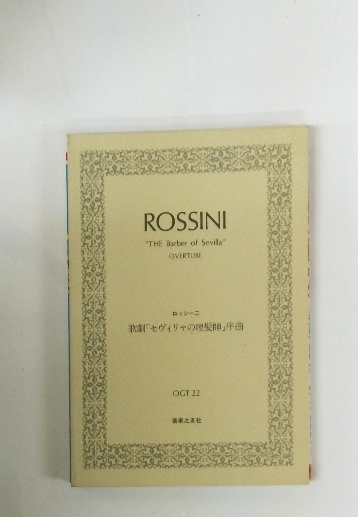 ROSSINI
"THE Barber of Sevilla"
OVERTURE
ロッシーニ
歌劇「セヴィリャの理髪師」序曲
OGT 22
音楽之友社